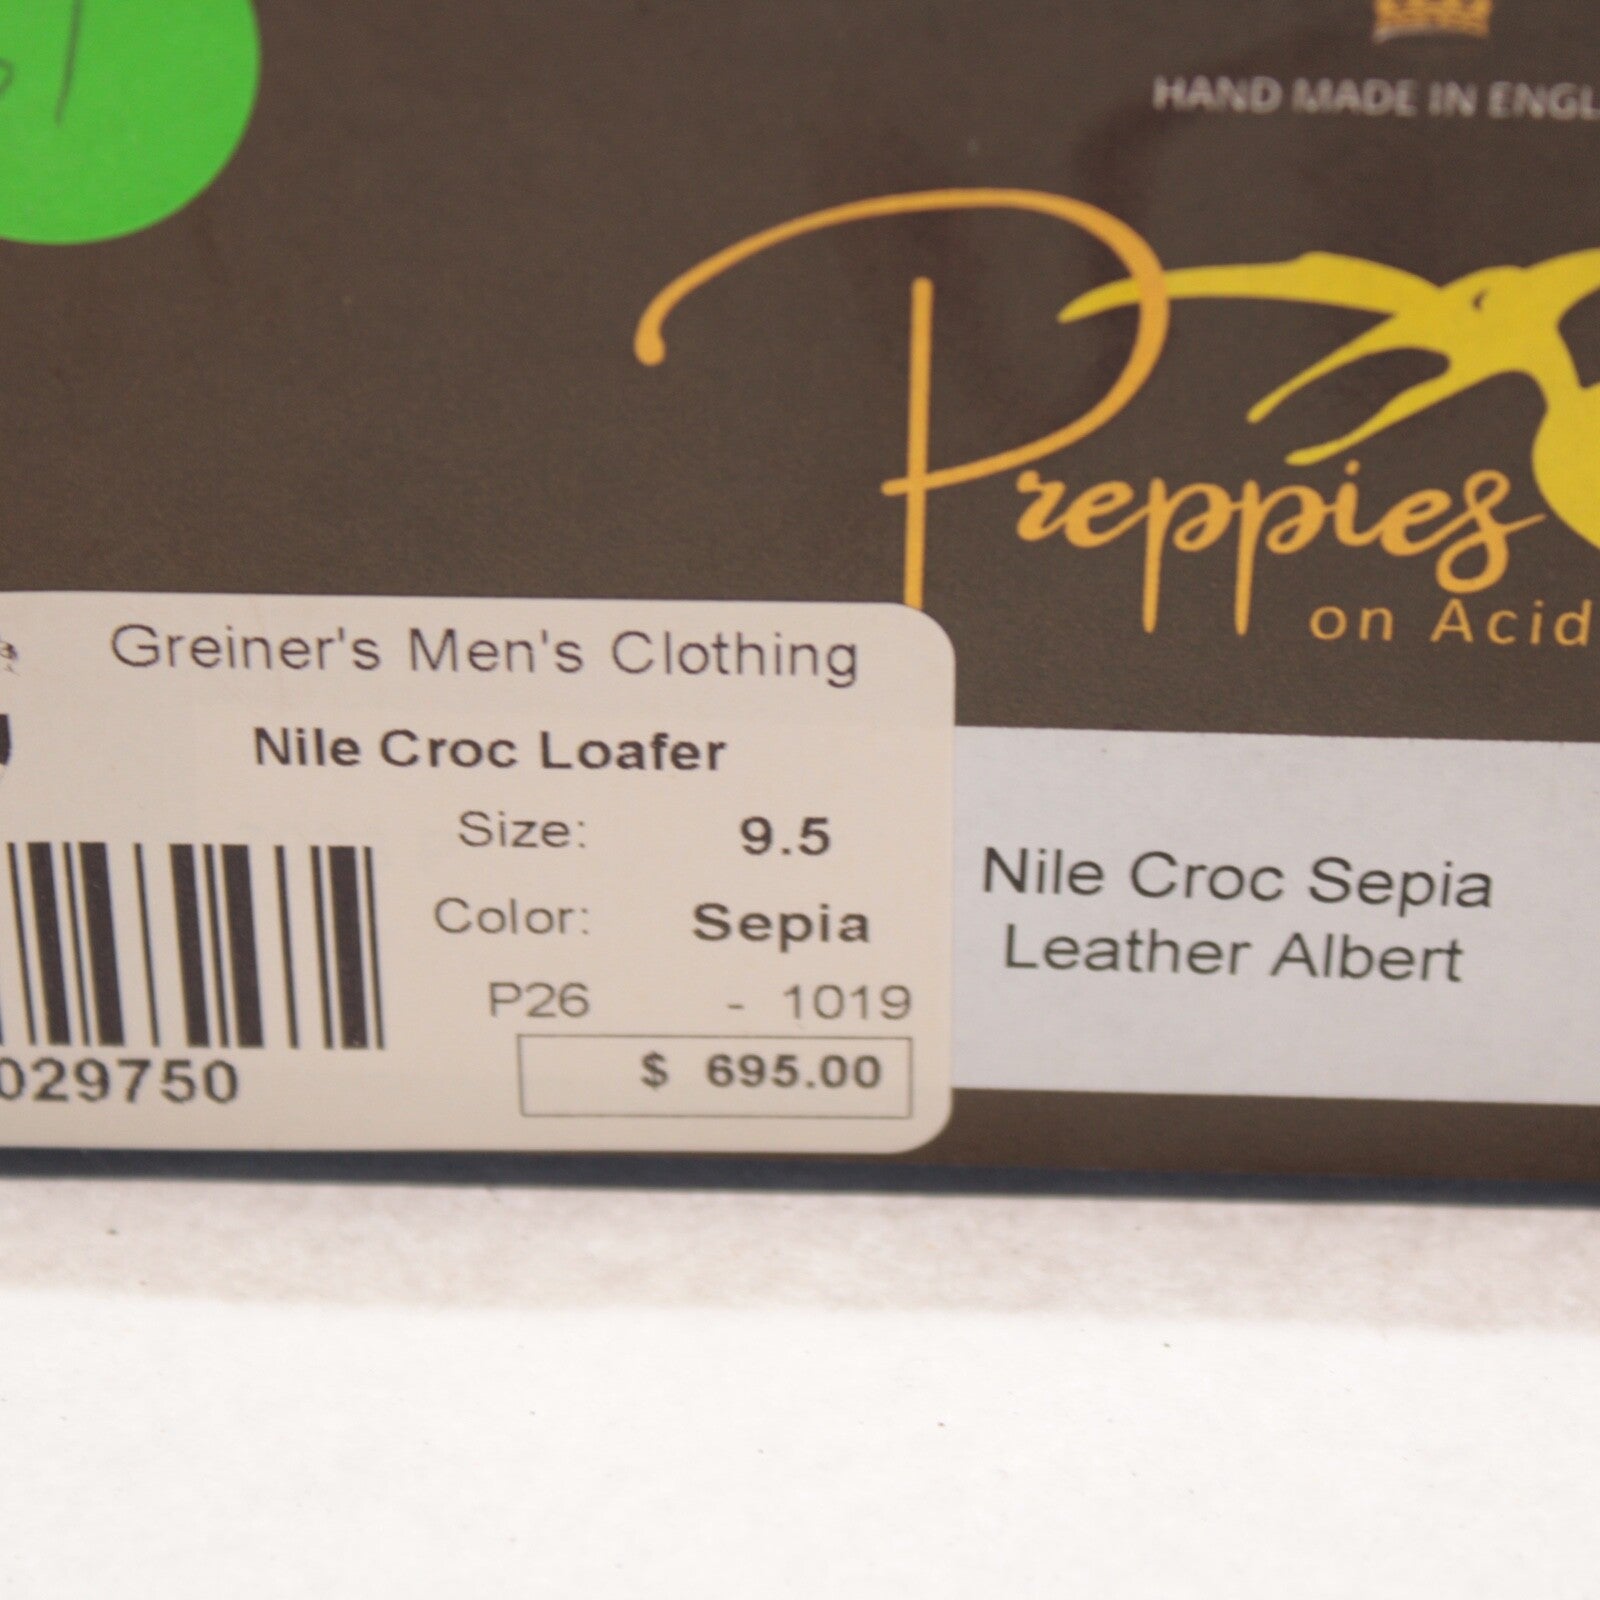 HAND MADE IN ENGL
Preppies
on Acid
Greiner's Men's Clothing
Nile Croc Loafer
Size: 9.5
Color: Sepia
P26 - 1019
$ 695.00
029750
Nile Croc Sepia
Leather Albert